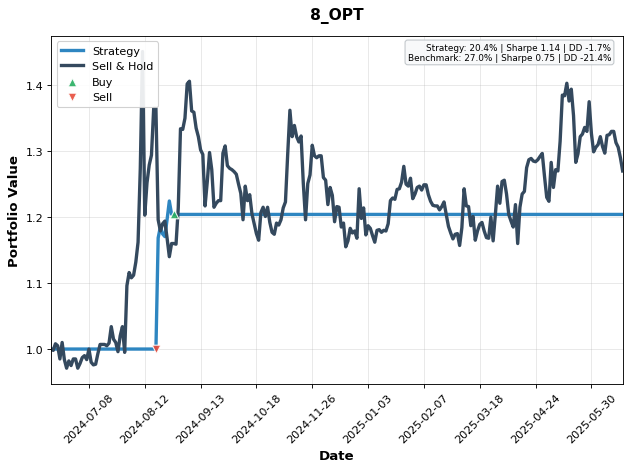 8_OPT
Strategy
Sell & Hold
Buy
Sell
Strategy: 20.4% | Sharpe 1.14 | DD -1.7%
Benchmark: 27.0% | Sharpe 0.75 | DD -21.4%
Portfolio Value
1.4
1.3
1.2
1.1
1.0
2024-07-08
2024-08-12
2024-09-13
2024-10-18
2024-11-26
2025-01-03
2025-02-07
2025-03-18
2025-04-24
2025-05-30
Date